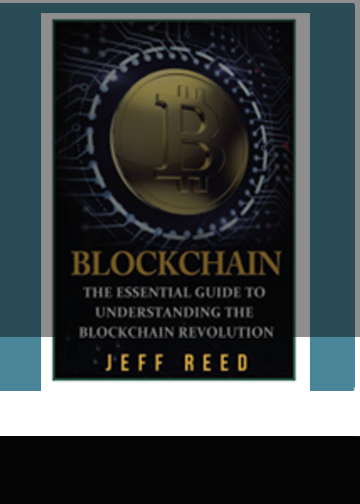 BLOCKCHAIN
THE ESSENTIAL GUIDE TO
UNDERSTANDING THE
BLOCKCHAIN REVOLUTION
JEFF REED